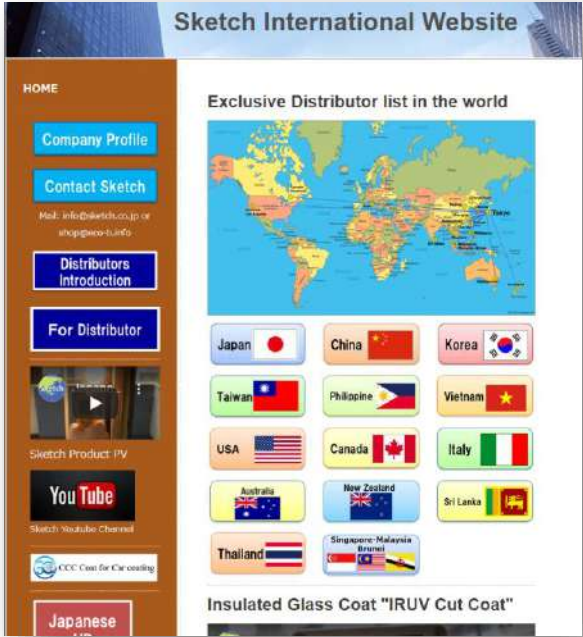 Sketch International Website
HOME
Company Profile
Contact Sketch
Mail: info@sketch.co.jp or
shop@eco-h.info
Distributors
Introduction
For Distributor
Sketch Product PV
YouTube
Sketch Youtube Channel
CCC Coat for Car coating
Japanese
Exclusive Distributor list in the world
Tokyo
Japan
China
Korea
Taiwan
Philippine
Vietnam
USA
Canada
Italy
Australia
New Zealand
Sri Lanka
Thailand
Singapore-Malaysia
Brunei
Insulated Glass Coat "IRUV Cut Coat"